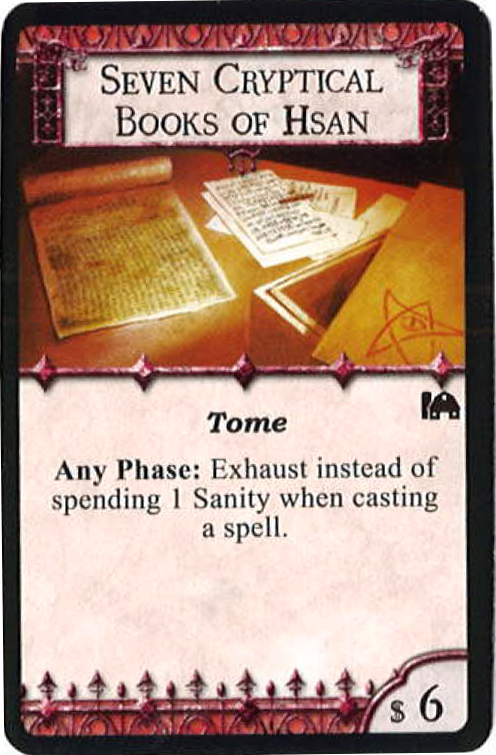 SEVEN CRYPTICAL
BOOKS OF HSAN
Tome
Any Phase: Exhaust instead of
spending 1 Sanity when casting
a spell.
$ 6